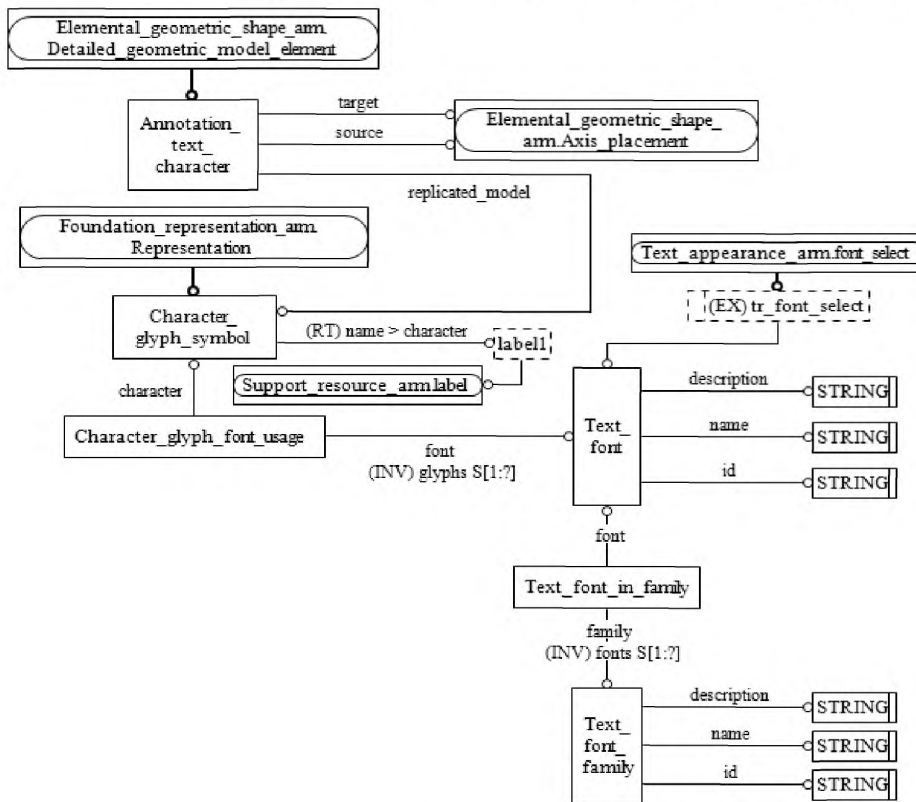 Elemental_geometric_shape_arm.
Detailed_geometric_model_element
Annotation_
text_
character
target
source
Elemental_geometric_shape_
arm.Axis_placement
replicated_model
Foundation_representation_arm.
Representation
Text_appearance_arm.font_select
(EX) tr_font_select
Character_
glyph_symbol
(RT) name > character
label1
Support_resource_arm.label
character
Character_glyph_font_usage
font
(INV) glyphs S[1:?]
Text_
font
description
STRING
name
STRING
id
STRING
font
Text_font_in_family
family
(INV) fonts S[1:?]
Text_
font_
family
description
STRING
name
STRING
id
STRING